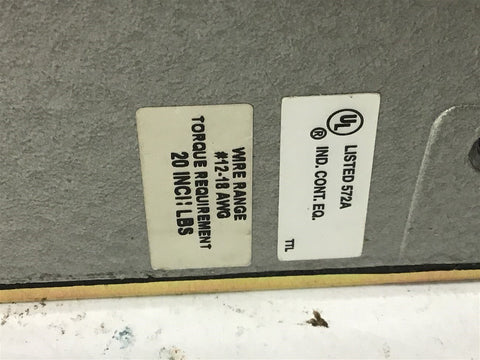 WIRE RANGE
#12-18 AWG
TORQUE REQUIREMENT
20 INCH LBS
UL LISTED 572A
® IND. CONT. EQ.
TTL